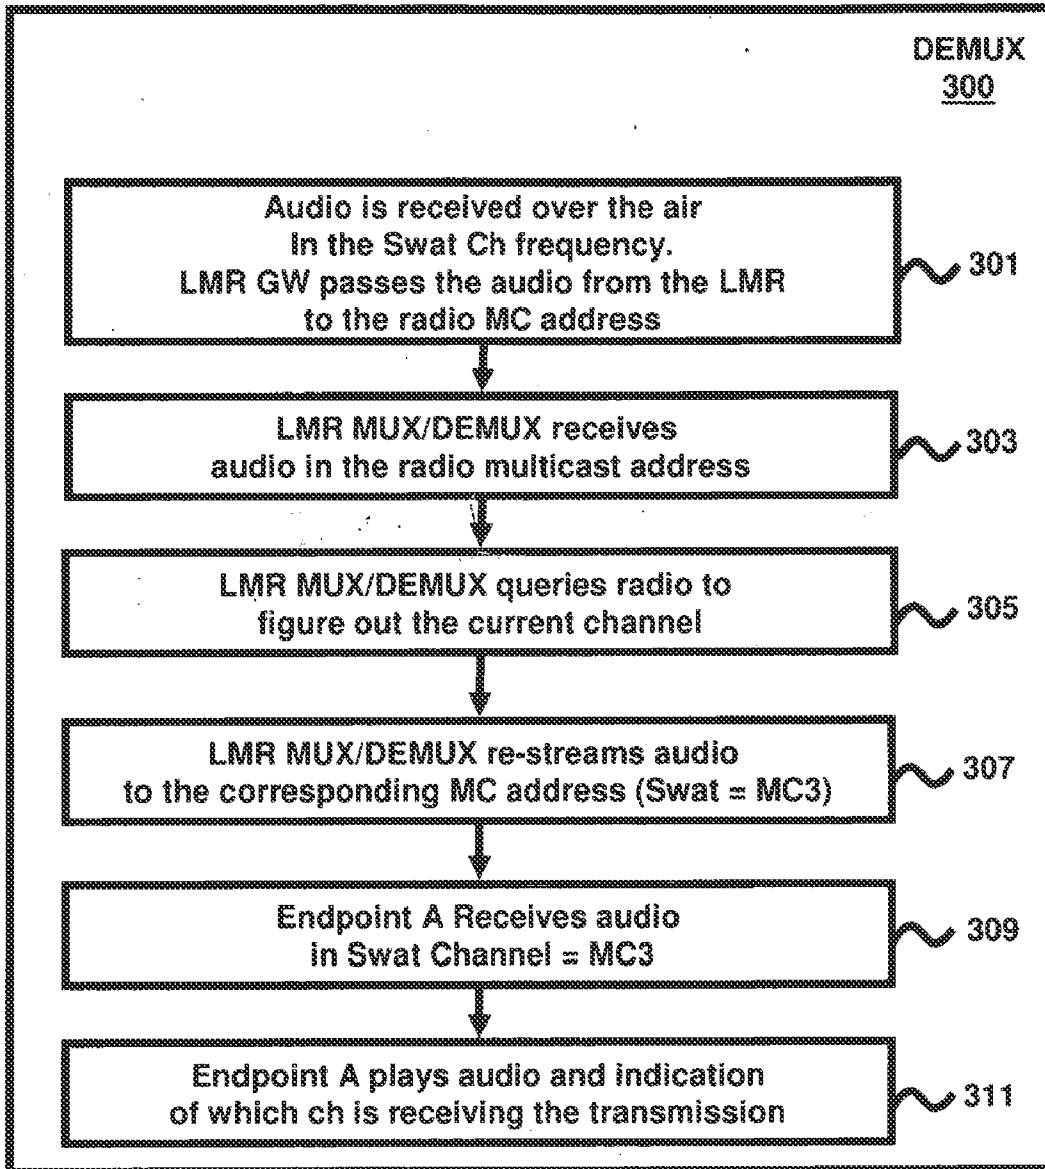 DEMUX
300
Audio is received over the air
In the Swat Ch frequency.
LMR GW passes the audio from the LMR
to the radio MC address
301
LMR MUX/DEMUX receives
audio in the radio multicast address
303
LMR MUX/DEMUX queries radio to
figure out the current channel
305
LMR MUX/DEMUX re-streams audio
to the corresponding MC address (Swat = MC3)
307
Endpoint A Receives audio
in Swat Channel = MC3
309
Endpoint A plays audio and indication
of which ch is receiving the transmission
311